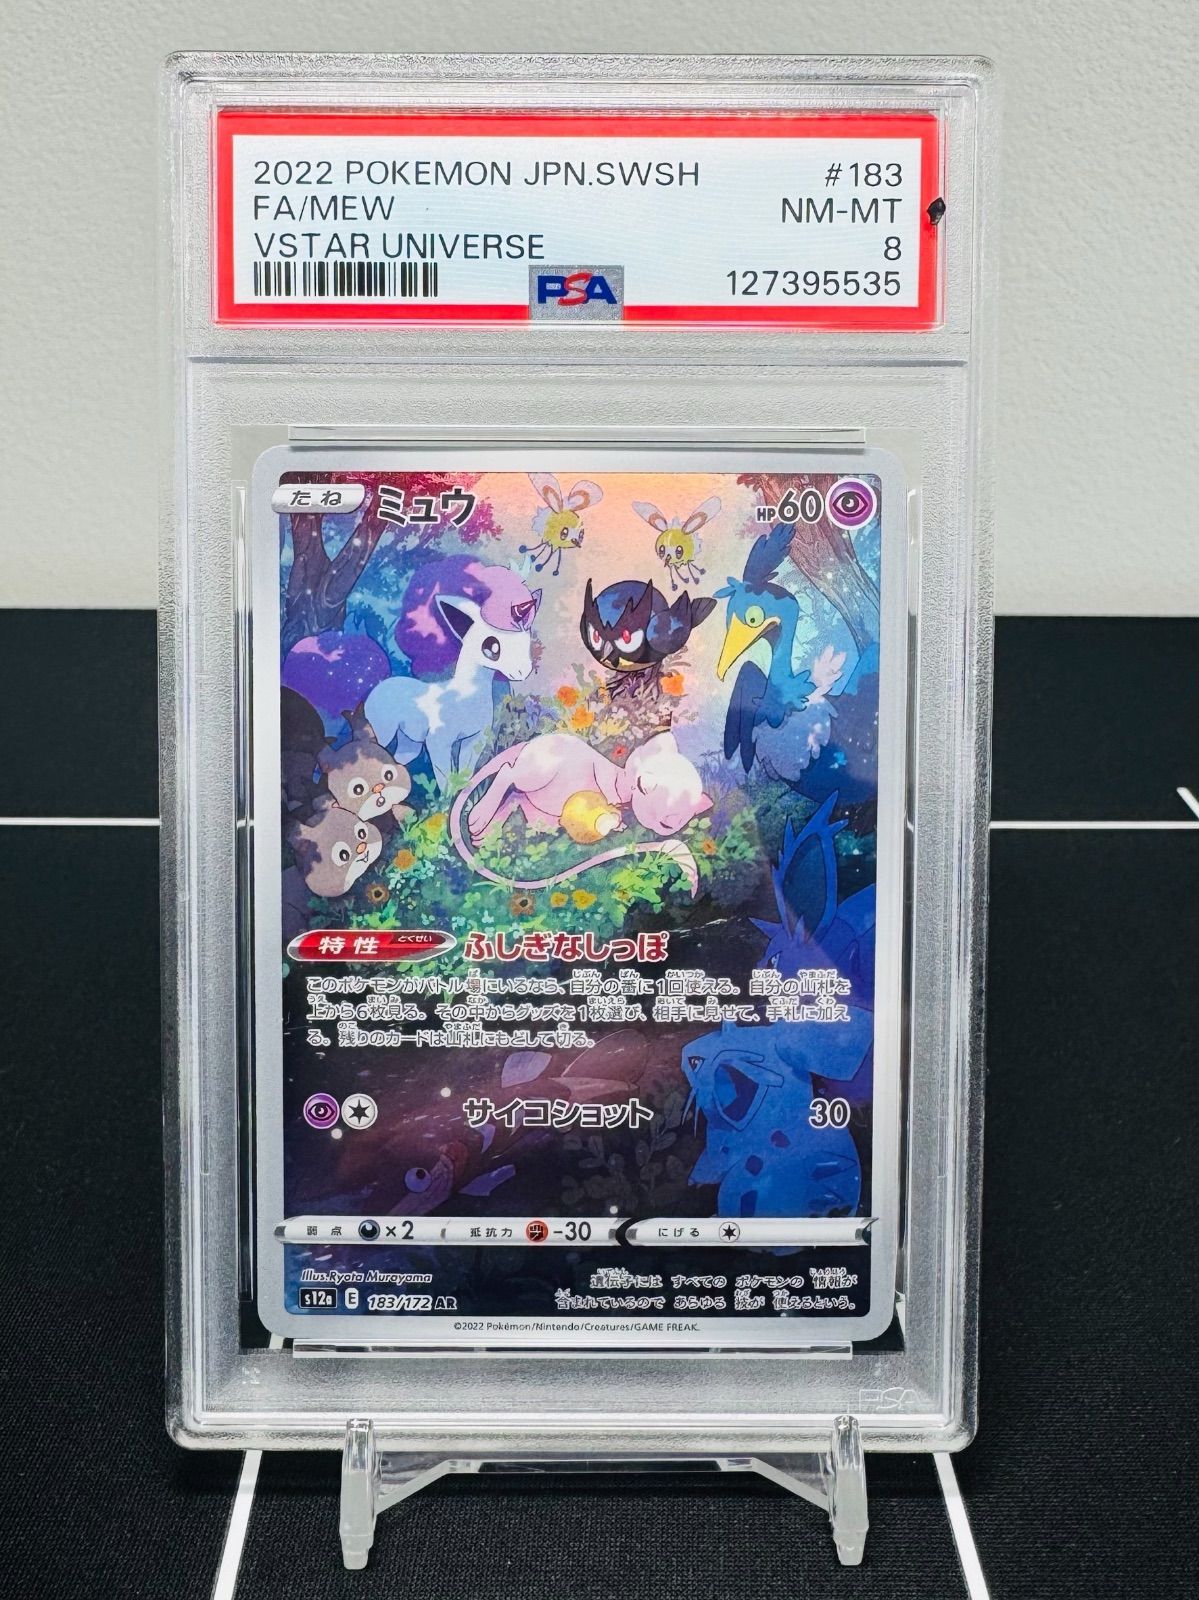 2022 POKEMON JPN.SWSH #183
FA/MEW NM-MT
VSTAR UNIVERSE 8
PSA 127395535
たね ミュウ HP60
特性 とくせい ふしぎなしっぽ
このポケモンがバトル場にいるなら、自分の番に1回使える。自分の山札を
上から6枚見る。その中からグッズを1枚選び、相手に見せて、手札に加え
る。残りのカードは山札にもどして切る。
サイコショット 30
弱点 ×2 抵抗力 -30 にげる
Illus.Ryota Murayama
遺伝子には すべての ポケモンの 情報が
含まれているので あらゆる 技が 使えるという。
s12a E 183/172 AR
©2022 Pokémon/Nintendo/Creatures/GAME FREAK.
PSA